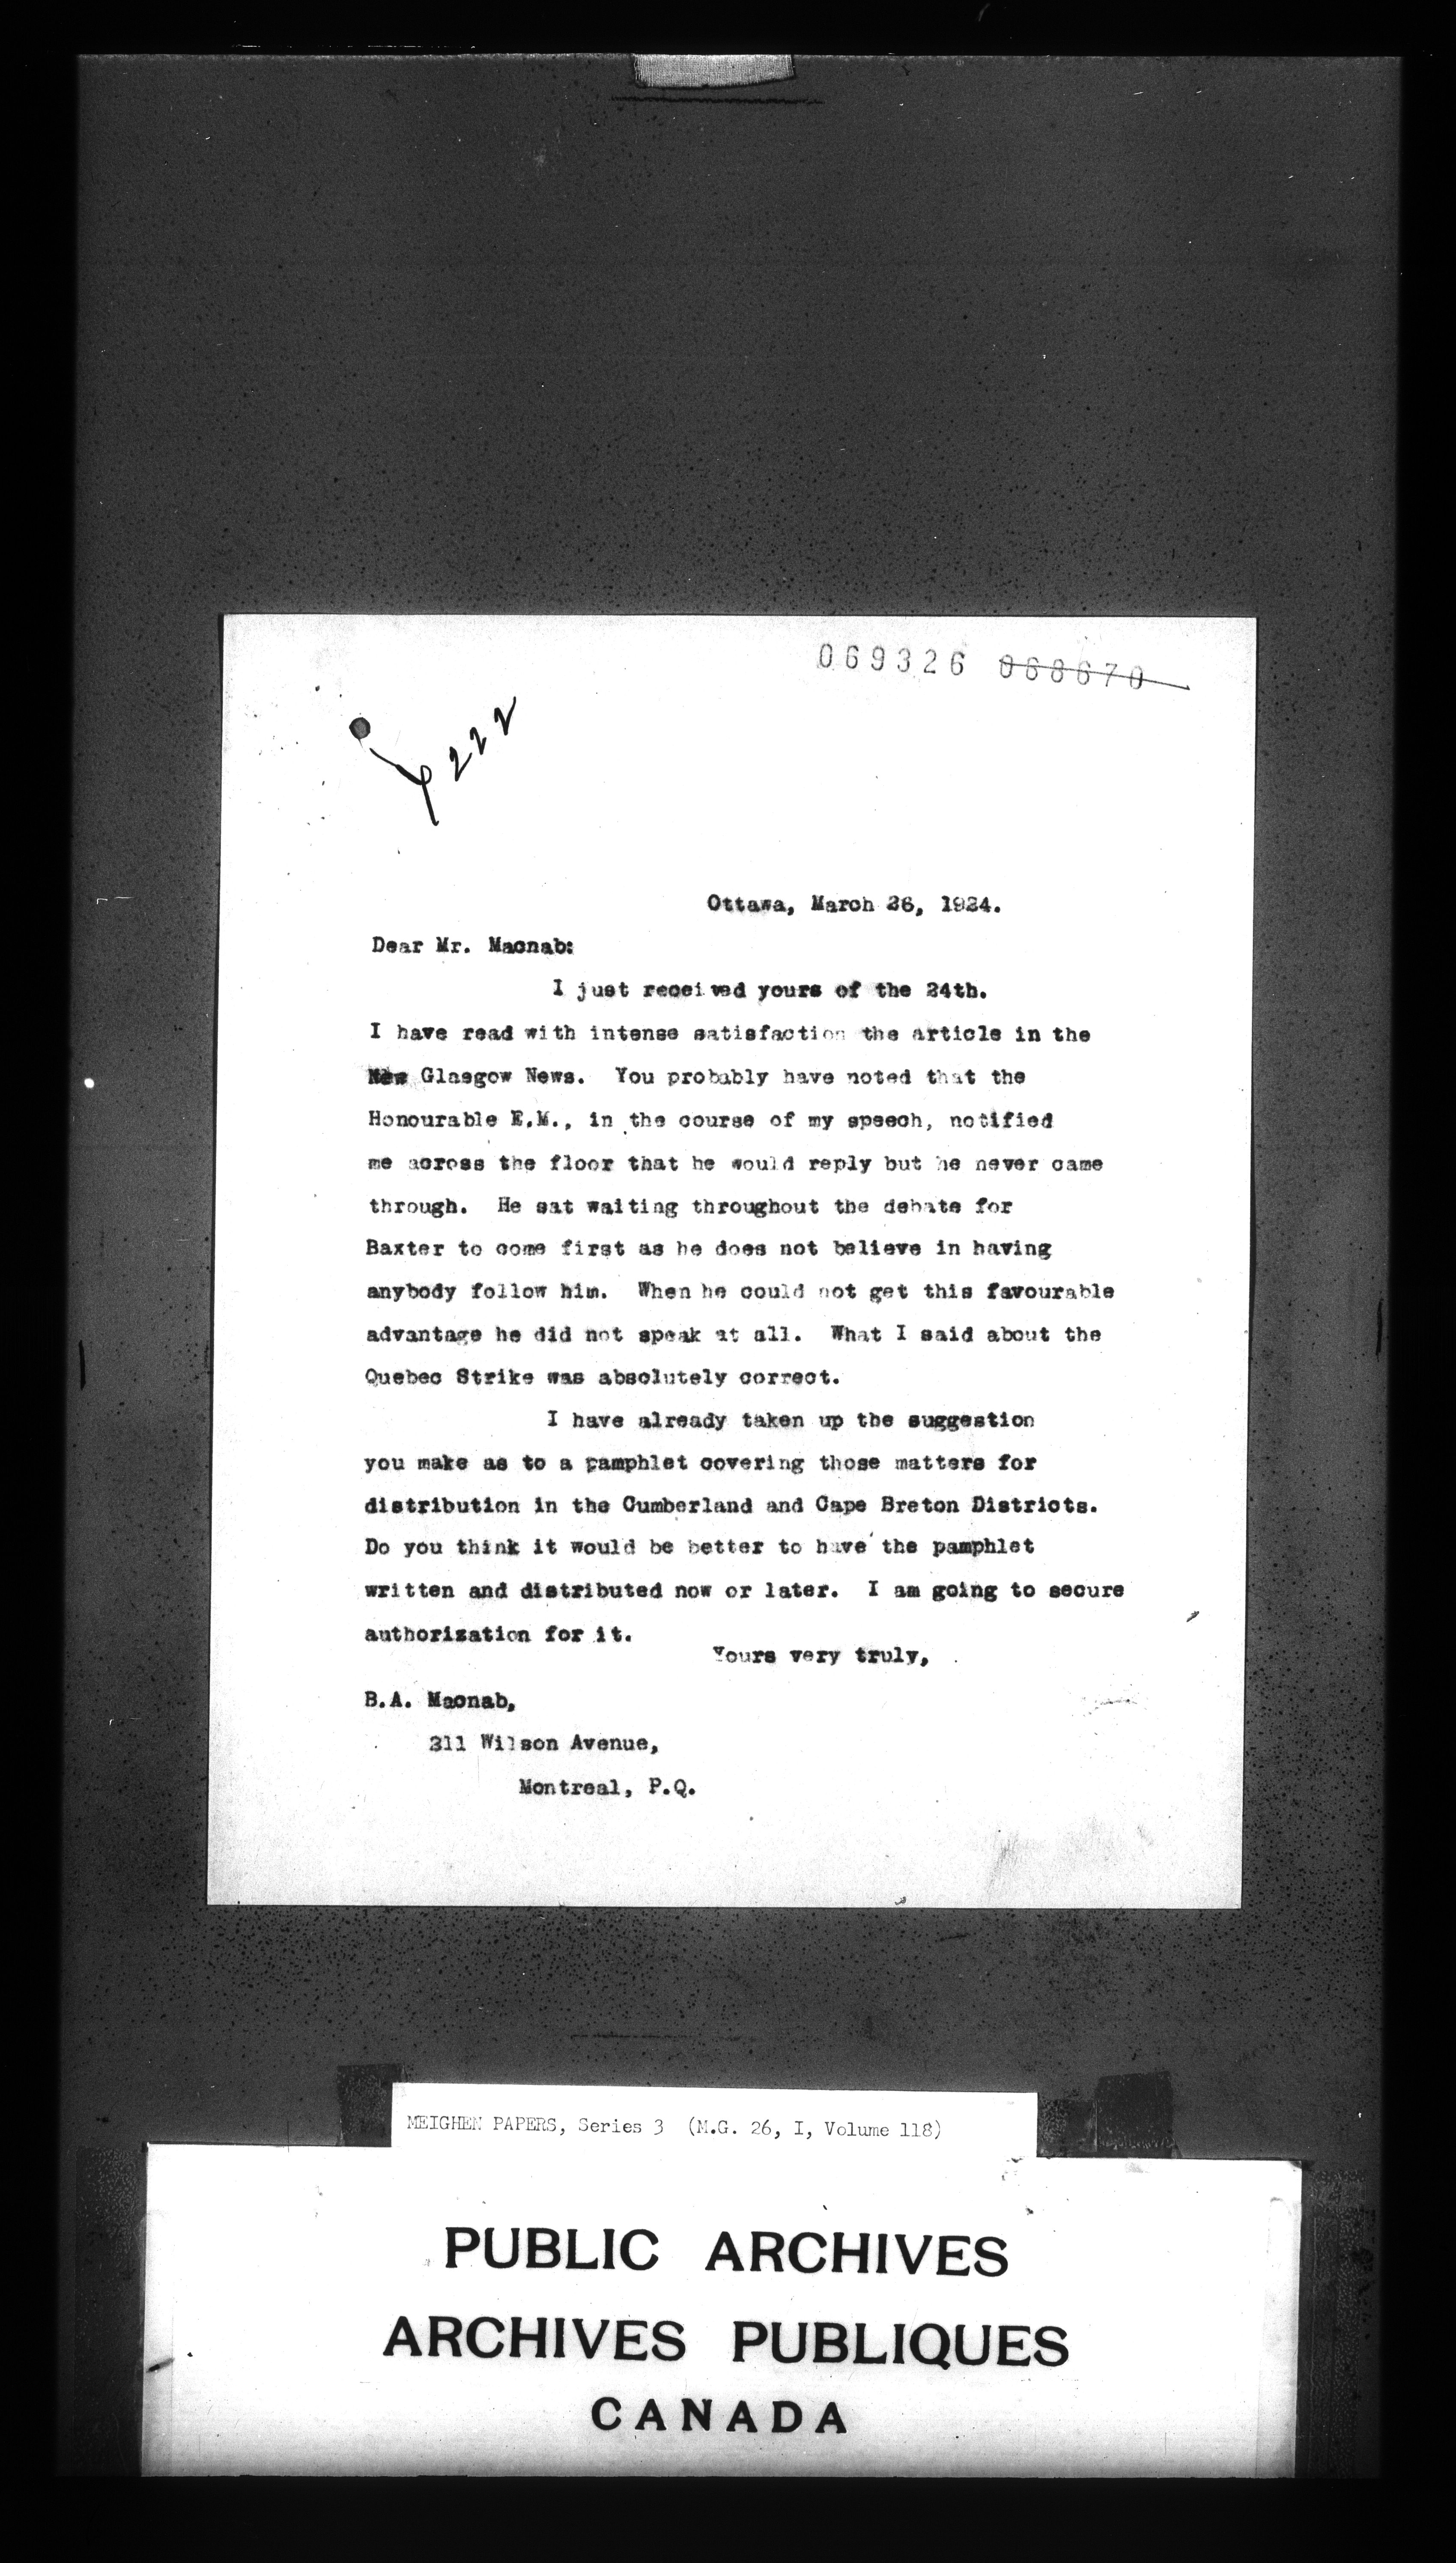 069326 068670
222
Ottawa, March 26, 1924.
Dear Mr. Macnab:
I just received yours of the 24th.
I have read with intense satisfaction the article in the
New Glasgow News. You probably have noted that the
Honourable E.M., in the course of my speech, notified
me across the floor that he would reply but he never came
through. He sat waiting throughout the debate for
Baxter to come first as he does not believe in having
anybody follow him. When he could not get this favourable
advantage he did not speak at all. What I said about the
Quebec Strike was absolutely correct.
I have already taken up the suggestion
you make as to a pamphlet covering those matters for
distribution in the Cumberland and Cape Breton Districts.
Do you think it would be better to have the pamphlet
written and distributed now or later. I am going to secure
authorization for it.
Yours very truly,
B.A. Macnab,
211 Wilson Avenue,
Montreal, P.Q.
MEIGHEN PAPERS, Series 3 (M.G. 26, I, Volume 118)
PUBLIC ARCHIVES
ARCHIVES PUBLIQUES
CANADA